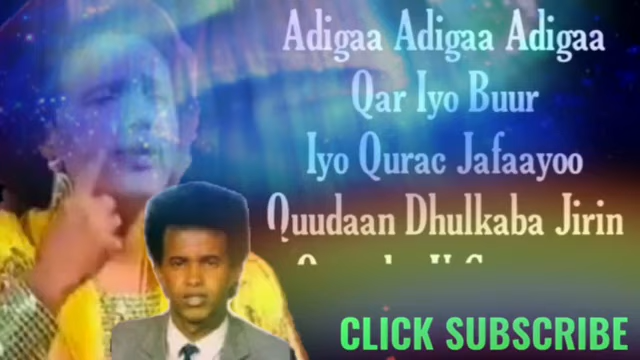 Adigaa Adigaa Adigaa
Qar Iyo Buur
Iyo Qurac Jafaayoo
Quudaan Dhulkaba Jirin
CLICK SUBSCRIBE